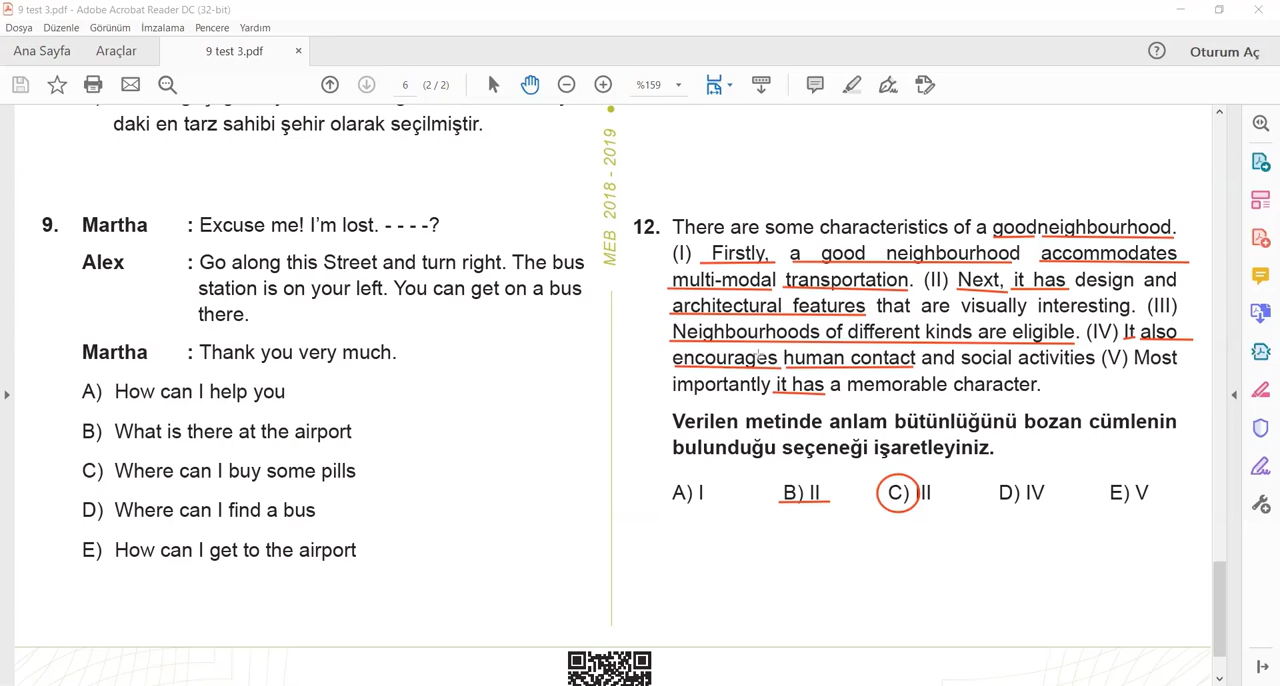 9 test 3.pdf - Adobe Acrobat Reader DC (32-bit)
Dosya Düzenle Görünüm İmzalama Pencere Yardım
Ana Sayfa Araçlar 9 test 3.pdf × Oturum Aç
6 (2 / 2) %159
daki en tarz sahibi şehir olarak seçilmiştir.
MEB 2018 - 2019
9. Martha : Excuse me! I'm lost. - - - -?
Alex : Go along this Street and turn right. The bus
station is on your left. You can get on a bus
there.
Martha : Thank you very much.
A) How can I help you
B) What is there at the airport
C) Where can I buy some pills
D) Where can I find a bus
E) How can I get to the airport
12. There are some characteristics of a goodneighbourhood.
(I) Firstly, a good neighbourhood accommodates
multi-modal transportation. (II) Next, it has design and
architectural features that are visually interesting. (III)
Neighbourhoods of different kinds are eligible. (IV) It also
encourages human contact and social activities (V) Most
importantly it has a memorable character.
Verilen metinde anlam bütünlüğünü bozan cümlenin
bulunduğu seçeneği işaretleyiniz.
A) I B) II C) III D) IV E) V